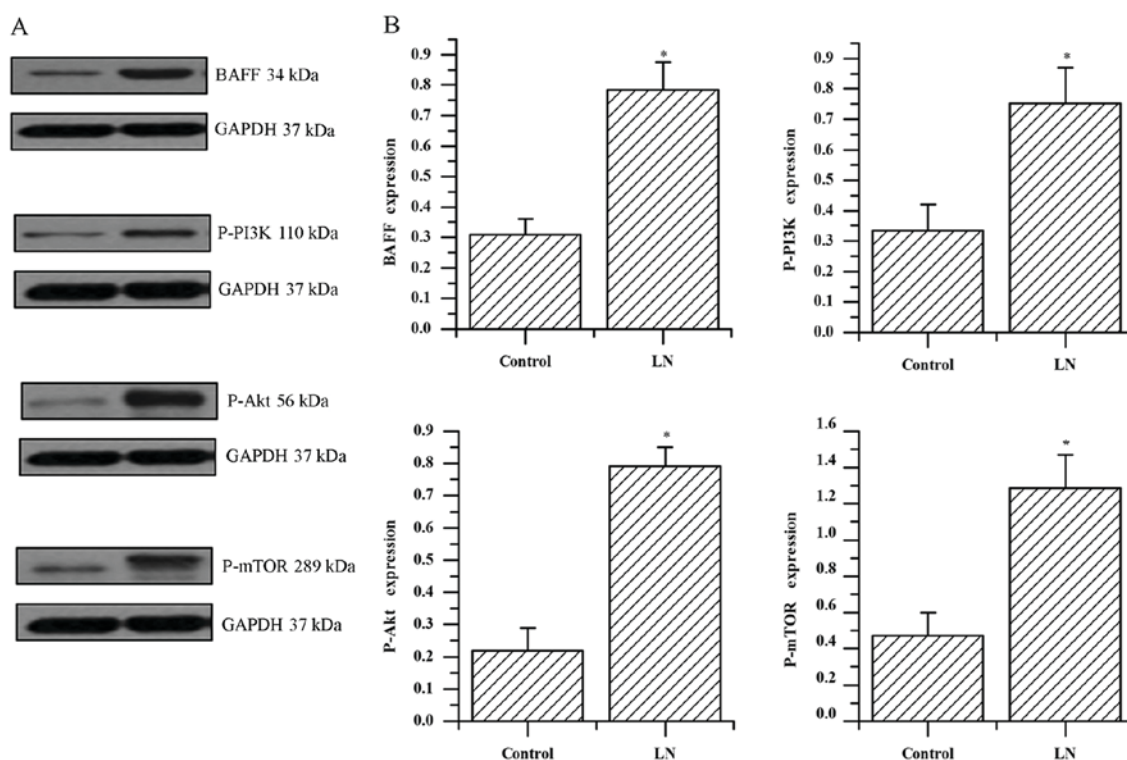 A
BAFF 34 kDa
GAPDH 37 kDa
P-PI3K 110 kDa
GAPDH 37 kDa
P-Akt 56 kDa
GAPDH 37 kDa
P-mTOR 289 kDa
GAPDH 37 kDa
B
BAFF expression
0.9
0.8
0.7
0.6
0.5
0.4
0.3
0.2
0.1
0.0
*
Control LN
P-PI3K expression
0.9
0.8
0.7
0.6
0.5
0.4
0.3
0.2
0.1
0.0
*
Control LN
P-Akt expression
0.9
0.8
0.7
0.6
0.5
0.4
0.3
0.2
0.1
0.0
*
Control LN
P-mTOR expression
1.6
1.4
1.2
1.0
0.8
0.6
0.4
0.2
0.0
*
Control LN